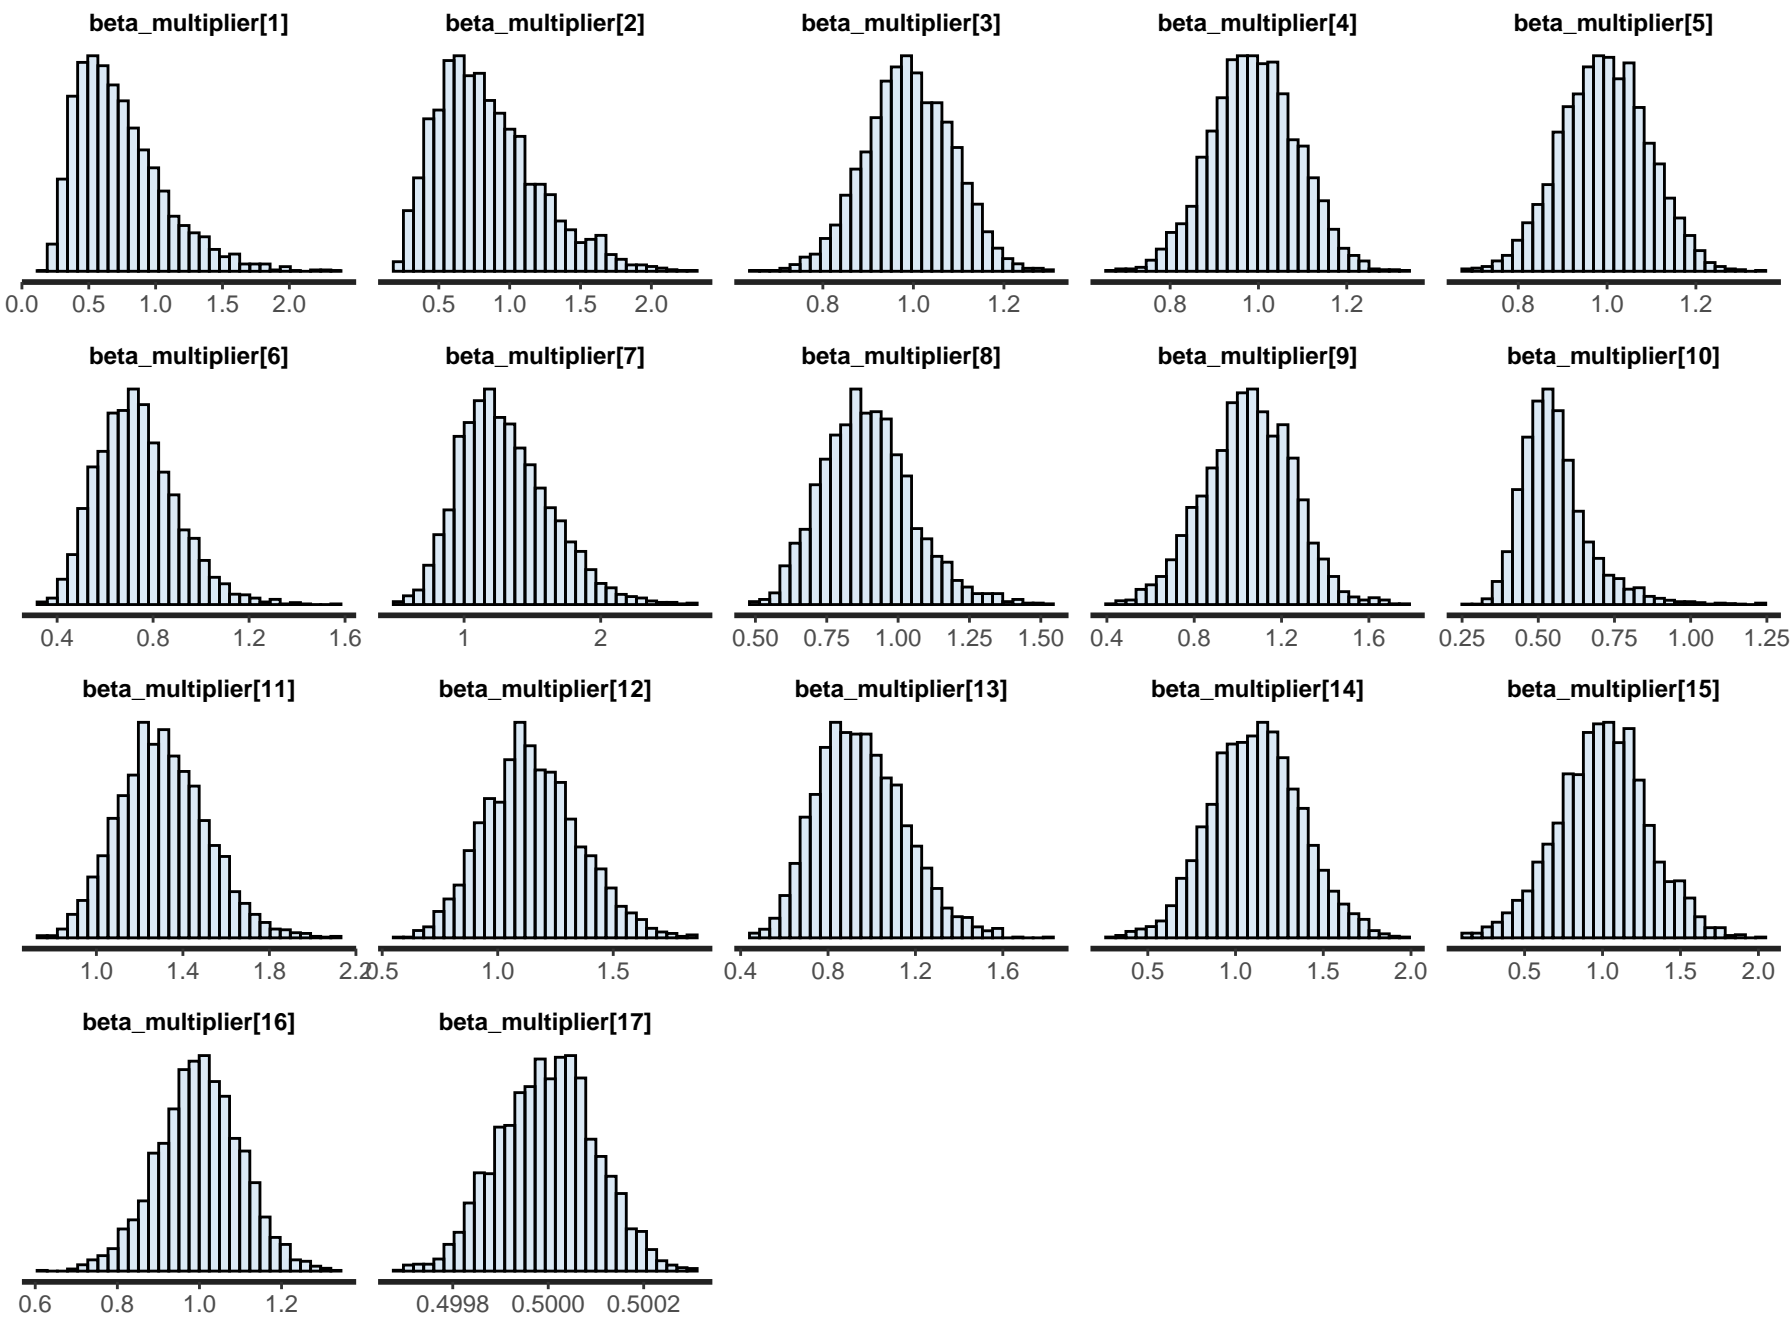 beta_multiplier[1] beta_multiplier[2] beta_multiplier[3] beta_multiplier[4] beta_multiplier[5]
0.0 0.5 1.0 1.5 2.0 0.5 1.0 1.5 2.0 0.8 1.0 1.2 0.8 1.0 1.2 0.8 1.0 1.2
beta_multiplier[6] beta_multiplier[7] beta_multiplier[8] beta_multiplier[9] beta_multiplier[10]
0.4 0.8 1.2 1.6 1 2 0.50 0.75 1.00 1.25 1.50 0.4 0.8 1.2 1.6 0.25 0.50 0.75 1.00 1.25
beta_multiplier[11] beta_multiplier[12] beta_multiplier[13] beta_multiplier[14] beta_multiplier[15]
1.0 1.4 1.8 2.2 0.5 1.0 1.5 0.4 0.8 1.2 1.6 0.5 1.0 1.5 2.0 0.5 1.0 1.5 2.0
beta_multiplier[16] beta_multiplier[17]
0.6 0.8 1.0 1.2 0.4998 0.5000 0.5002